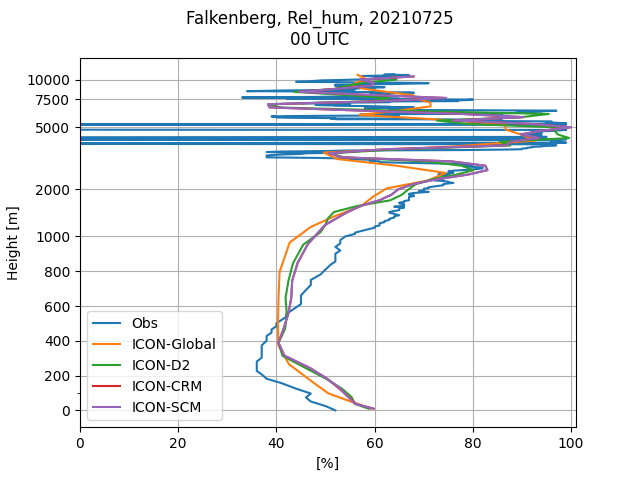 Falkenberg, Rel_hum, 20210725
00 UTC
10000
7500
5000
2000
1000
800
600
400
200
0
Height [m]
Obs
ICON-Global
ICON-D2
ICON-CRM
ICON-SCM
0
20
40
60
80
100
[%]